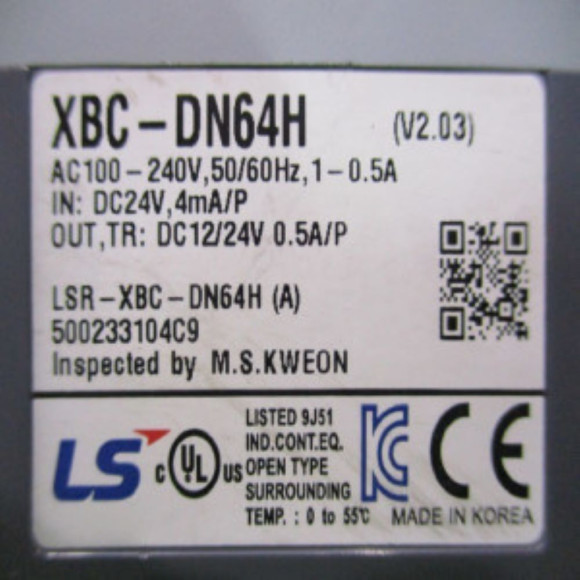 XBC-DN64H (V2.03)
AC100-240V,50/60Hz,1-0.5A
IN: DC24V,4mA/P
OUT,TR: DC12/24V 0.5A/P
LSR-XBC-DN64H (A)
500233104C9
Inspected by M.S.KWEON
LS
c UL us
LISTED 9J51
IND.CONT.EQ.
OPEN TYPE
SURROUNDING
TEMP. : 0 to 55℃
KC
CE
MADE IN KOREA